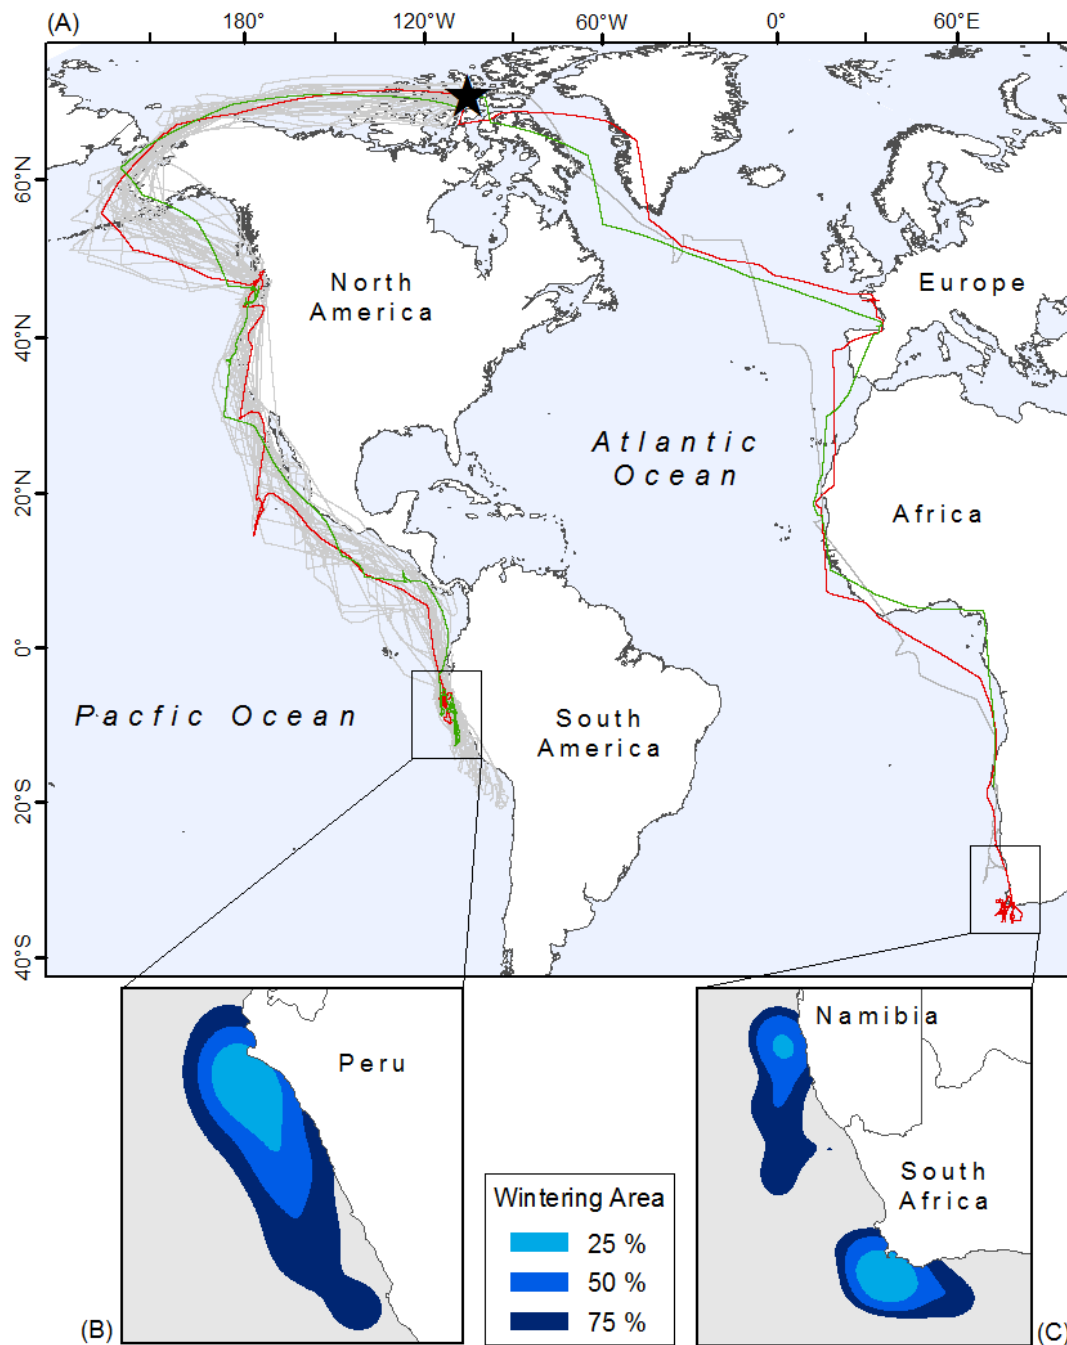 (A)
180° 120°W 60°W 0° 60°E
60°N
40°N
20°N
0°
20°S
40°S
North
America
Europe
Atlantic
Ocean
Africa
Pacfic Ocean
South
America
Peru
Namibia
South
Africa
Wintering Area
25 %
50 %
75 %
(B)
(C)